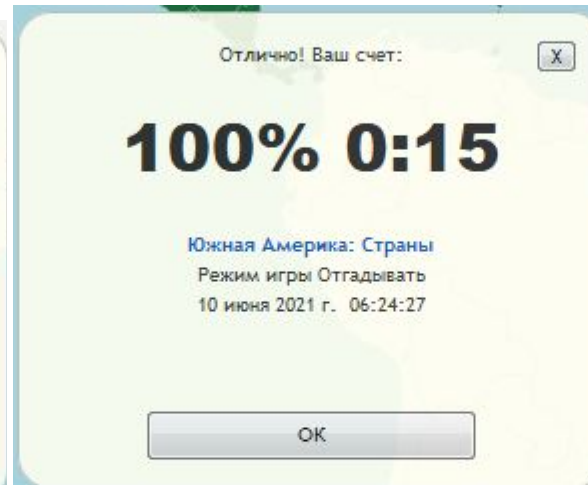 Отлично! Ваш счет:
X
100% 0:15
Южная Америка: Страны
Режим игры Отгадывать
10 июня 2021 г. 06:24:27
OK